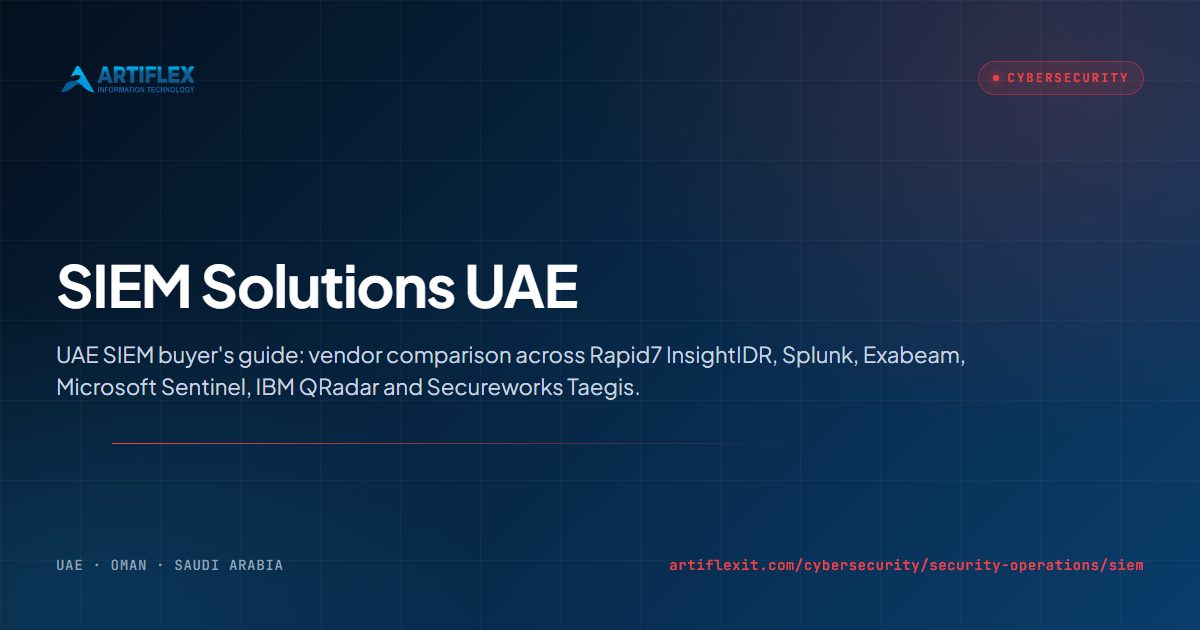 ARTIFLEX
INFORMATION TECHNOLOGY
CYBERSECURITY
SIEM Solutions UAE
UAE SIEM buyer's guide: vendor comparison across Rapid7 InsightIDR, Splunk, Exabeam,
Microsoft Sentinel, IBM QRadar and Secureworks Taegis.
UAE · OMAN · SAUDI ARABIA
artiflexit.com/cybersecurity/security-operations/siem